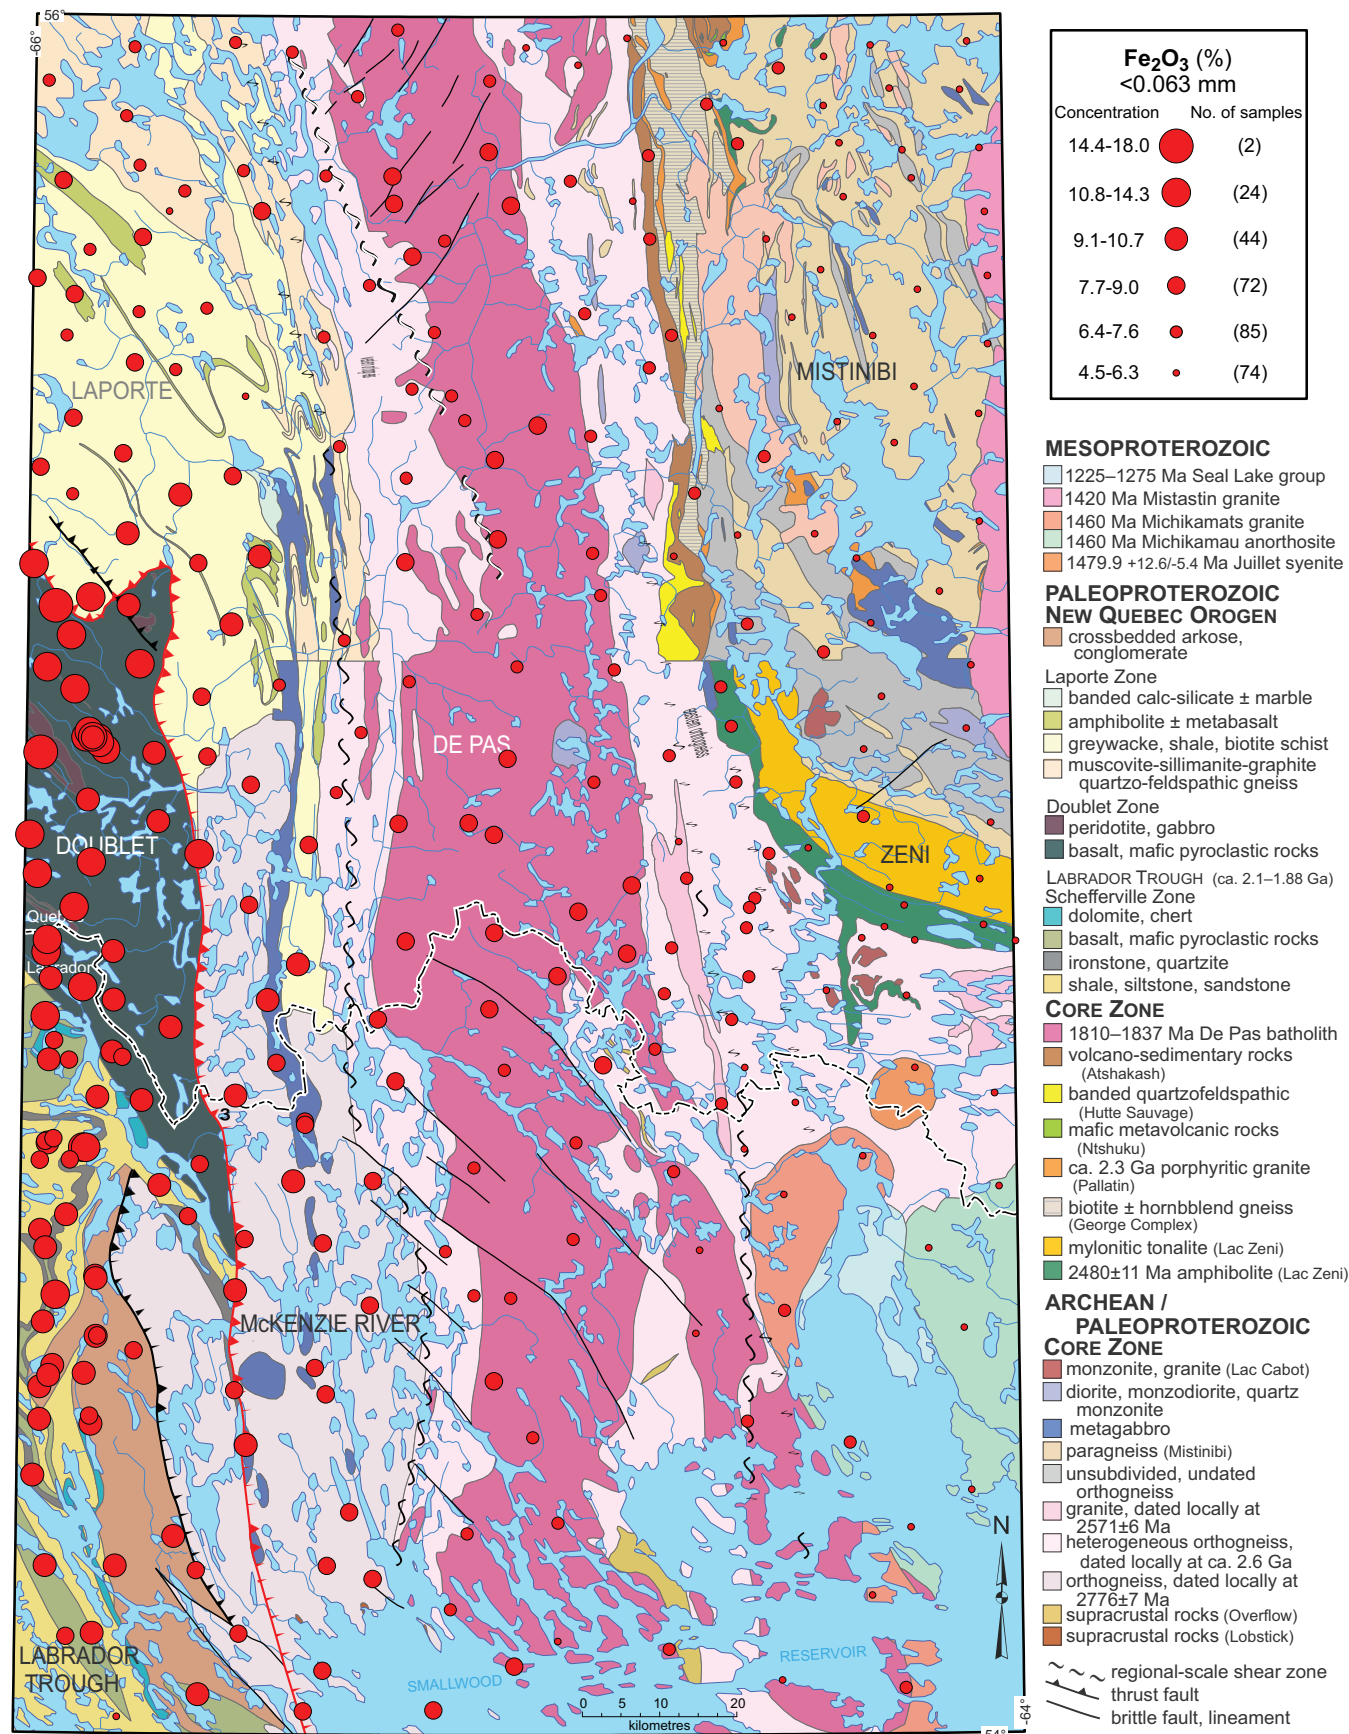 56°
-66°
Fe2O3 (%)
<0.063 mm
Concentration No. of samples
14.4-18.0 (2)
10.8-14.3 (24)
9.1-10.7 (44)
7.7-9.0 (72)
6.4-7.6 (85)
4.5-6.3 (74)
MESOPROTEROZOIC
1225–1275 Ma Seal Lake group
1420 Ma Mistastin granite
1460 Ma Michikamats granite
1460 Ma Michikamau anorthosite
1479.9 +12.6/-5.4 Ma Juillet syenite
PALEOPROTEROZOIC
NEW QUEBEC OROGEN
crossbedded arkose,
conglomerate
Laporte Zone
banded calc-silicate ± marble
amphibolite ± metabasalt
greywacke, shale, biotite schist
muscovite-sillimanite-graphite
quartzo-feldspathic gneiss
Doublet Zone
peridotite, gabbro
basalt, mafic pyroclastic rocks
LABRADOR TROUGH (ca. 2.1–1.88 Ga)
Schefferville Zone
dolomite, chert
basalt, mafic pyroclastic rocks
ironstone, quartzite
shale, siltstone, sandstone
CORE ZONE
1810–1837 Ma De Pas batholith
volcano-sedimentary rocks
(Atshakash)
banded quartzofeldspathic
(Hutte Sauvage)
mafic metavolcanic rocks
(Ntshuku)
ca. 2.3 Ga porphyritic granite
(Pallatin)
biotite ± hornbblend gneiss
(George Complex)
mylonitic tonalite (Lac Zeni)
2480±11 Ma amphibolite (Lac Zeni)
ARCHEAN /
PALEOPROTEROZOIC
CORE ZONE
monzonite, granite (Lac Cabot)
diorite, monzodiorite, quartz
monzonite
metagabbro
paragneiss (Mistinibi)
unsubdivided, undated
orthogneiss
granite, dated locally at
2571±6 Ma
heterogeneous orthogneiss,
dated locally at ca. 2.6 Ga
orthogneiss, dated locally at
2776±7 Ma
supracrustal rocks (Overflow)
supracrustal rocks (Lobstick)
regional-scale shear zone
thrust fault
brittle fault, lineament
LAPORTE
MISTINIBI
DE PAS
eastern orthogneiss
DOUBLET
ZENI
Quebec
Labrador
3
McKENZIE RIVER
LABRADOR
TROUGH
SMALLWOOD
RESERVOIR
N
0 5 10 20
kilometres
-64°
54°